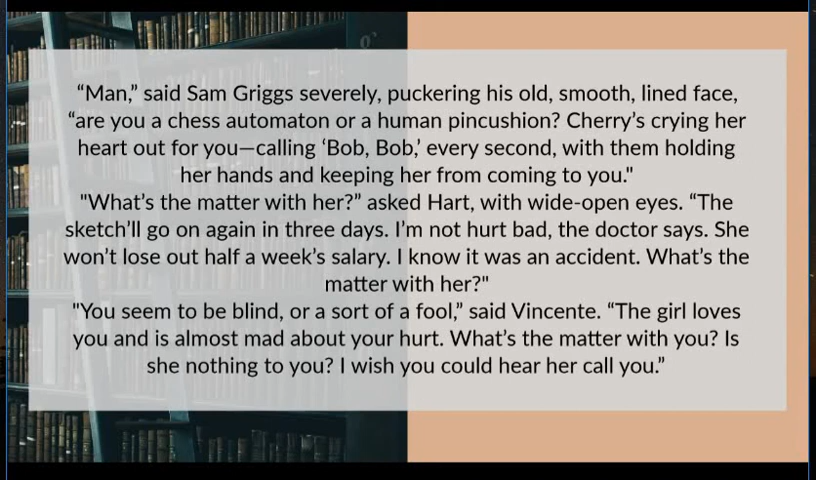 “Man,” said Sam Griggs severely, puckering his old, smooth, lined face,
“are you a chess automaton or a human pincushion? Cherry’s crying her
heart out for you—calling ‘Bob, Bob,’ every second, with them holding
her hands and keeping her from coming to you."
"What’s the matter with her?” asked Hart, with wide-open eyes. “The
sketch’ll go on again in three days. I’m not hurt bad, the doctor says. She
won’t lose out half a week’s salary. I know it was an accident. What’s the
matter with her?"
"You seem to be blind, or a sort of a fool,” said Vincente. “The girl loves
you and is almost mad about your hurt. What’s the matter with you? Is
she nothing to you? I wish you could hear her call you.”